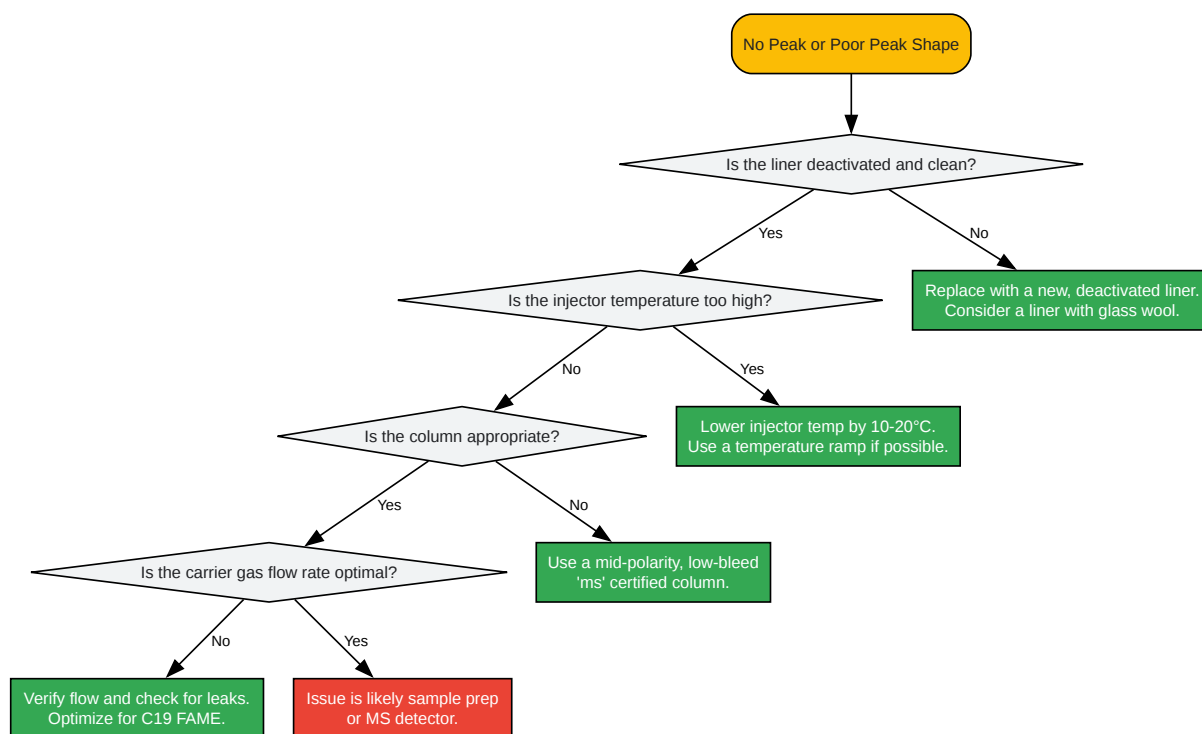 No Peak or Poor Peak Shape
Is the liner deactivated and clean?
Yes
No
Is the injector temperature too high?
Replace with a new, deactivated liner.
Consider a liner with glass wool.
No
Yes
Is the column appropriate?
Lower injector temp by 10-20°C.
Use a temperature ramp if possible.
Yes
No
Is the carrier gas flow rate optimal?
Use a mid-polarity, low-bleed
'ms' certified column.
No
Yes
Verify flow and check for leaks.
Optimize for C19 FAME.
Issue is likely sample prep
or MS detector.